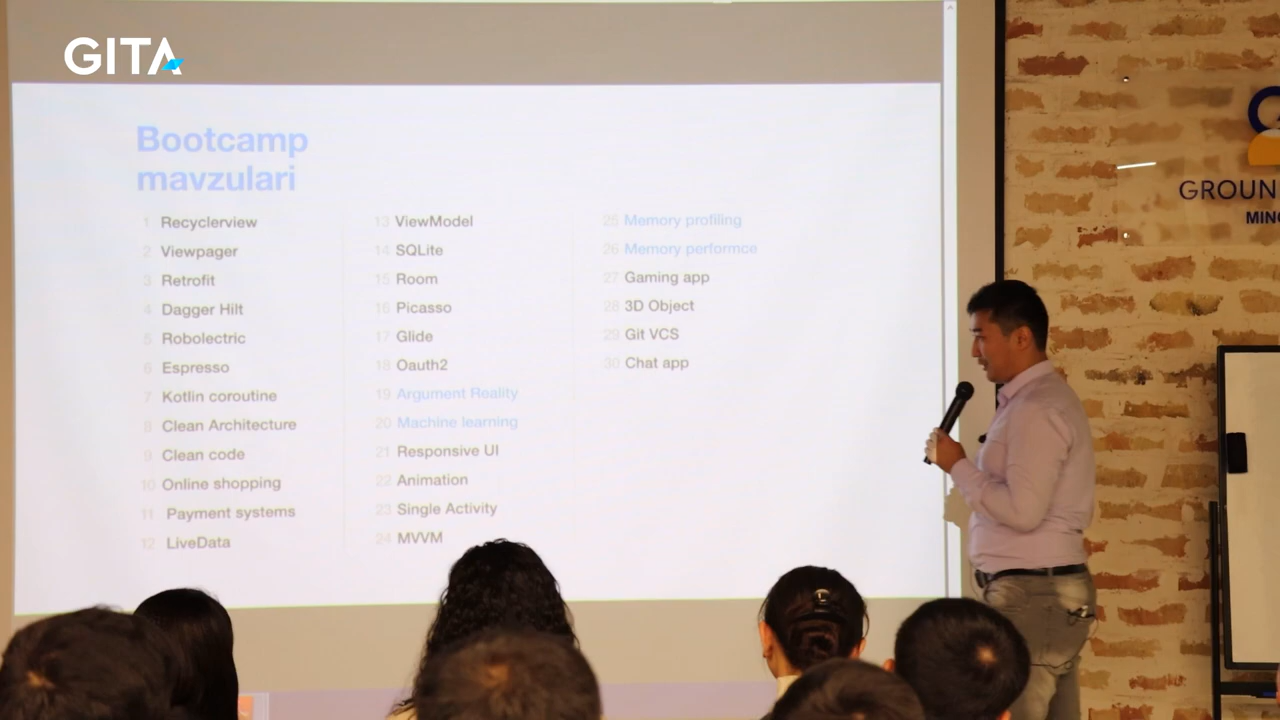 GITA
Bootcamp
mavzulari
1 Recyclerview
2 Viewpager
3 Retrofit
4 Dagger Hilt
5 Robolectric
6 Espresso
7 Kotlin coroutine
8 Clean Architecture
9 Clean code
10 Online shopping
11 Payment systems
12 LiveData
13 ViewModel
14 SQLite
15 Room
16 Picasso
17 Glide
18 Oauth2
19 Argument Reality
20 Machine learning
21 Responsive UI
22 Animation
23 Single Activity
24 MVVM
25 Memory profiling
26 Memory performce
27 Gaming app
28 3D Object
29 Git VCS
30 Chat app
GROUN
MIN